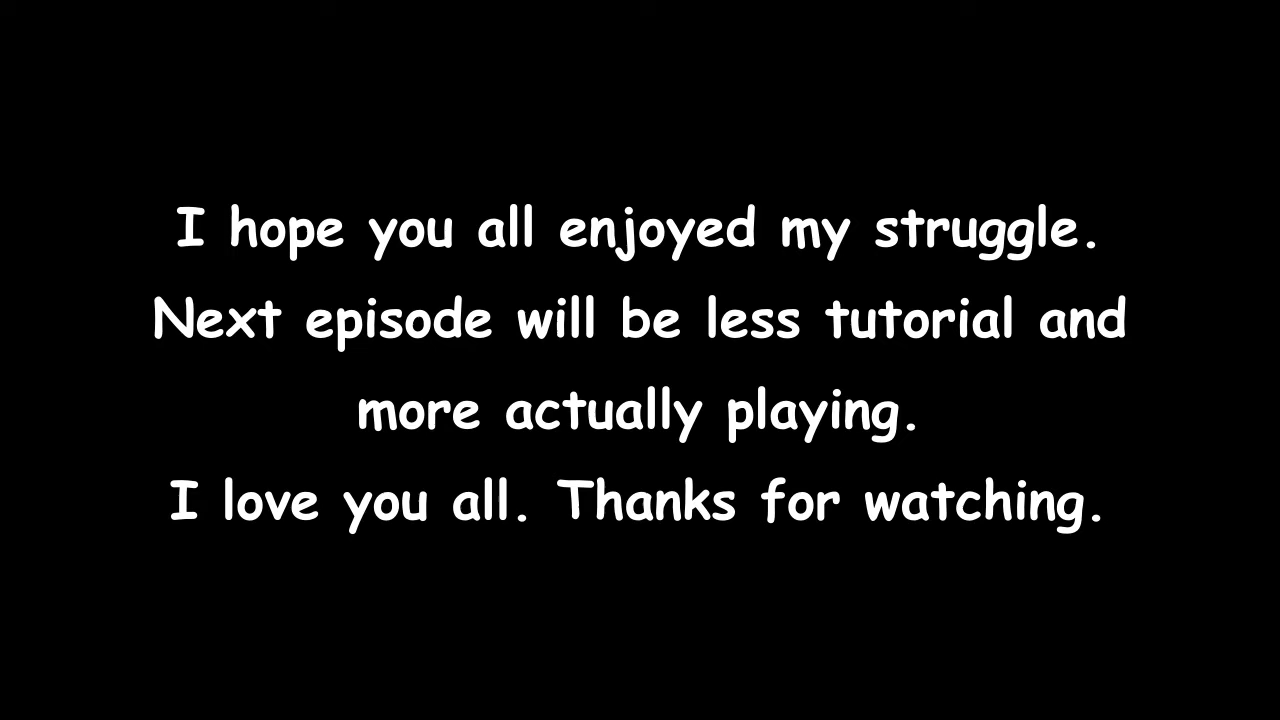 I hope you all enjoyed my struggle.
Next episode will be less tutorial and
more actually playing.
I love you all. Thanks for watching.